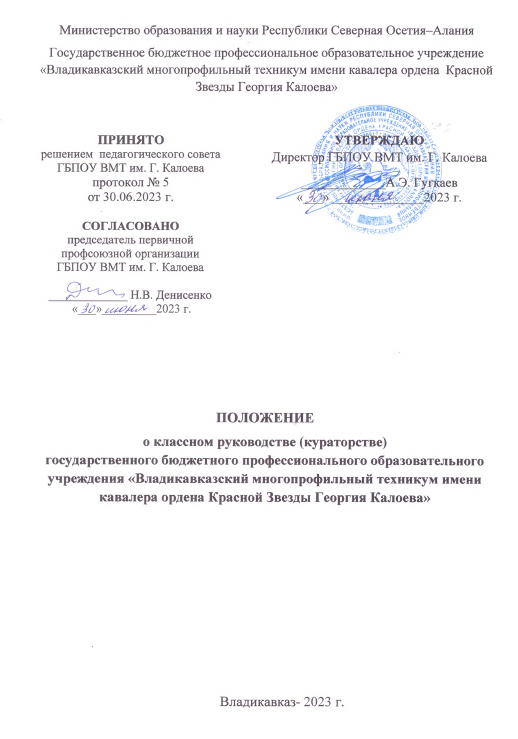 Министерство образования и науки Республики Северная Осетия–Алания
Государственное бюджетное профессиональное образовательное учреждение
«Владикавказский многопрофильный техникум имени кавалера ордена Красной
Звезды Георгия Калоева»
ПРИНЯТО
решением педагогического совета
ГБПОУ ВМТ им. Г. Калоева
протокол № 5
от 30.06.2023 г.
УТВЕРЖДАЮ
Директор ГБПОУ ВМТ им. Г. Калоева
А.Э. Гугкаев
«30» июня 2023 г.
СОГЛАСОВАНО
председатель первичной
профсоюзной организации
ГБПОУ ВМТ им. Г. Калоева
Н.В. Денисенко
«30» июня 2023 г.
ПОЛОЖЕНИЕ
о классном руководстве (кураторстве)
государственного бюджетного профессионального образовательного
учреждения «Владикавказский многопрофильный техникум имени
кавалера ордена Красной Звезды Георгия Калоева»
Владикавказ- 2023 г.